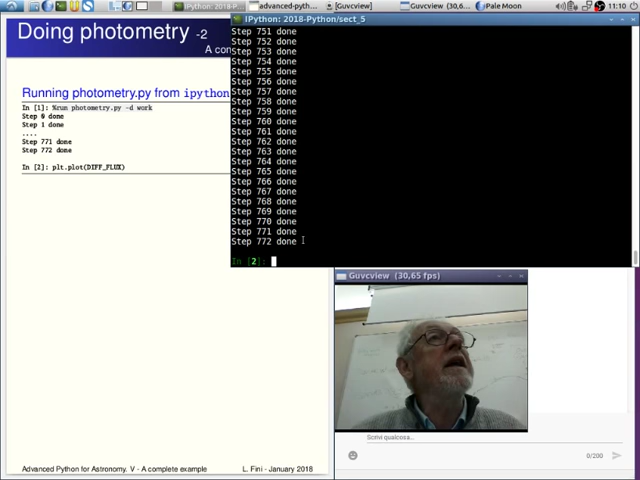 IPython: 2018-P
advanced-pyth...
[Guvcview]
Guvcview (30,6...
Pale Moon
11:10
Doing photometry -2
A co
Running photometry.py from ipython
In [1]: %run photometry.py -d work
Step 0 done
Step 1 done
....
Step 771 done
Step 772 done
In [2]: plt.plot(DIFF_FLUX)
Advanced Python for Astronomy. V - A complete example
L. Fini - January 2018
IPython: 2018-Python/sect_5
Step 751 done
Step 752 done
Step 753 done
Step 754 done
Step 755 done
Step 756 done
Step 757 done
Step 758 done
Step 759 done
Step 760 done
Step 761 done
Step 762 done
Step 763 done
Step 764 done
Step 765 done
Step 766 done
Step 767 done
Step 768 done
Step 769 done
Step 770 done
Step 771 done
Step 772 done
In [2]:
Guvcview (30,65 fps)
Scrivi qualcosa...
0/200